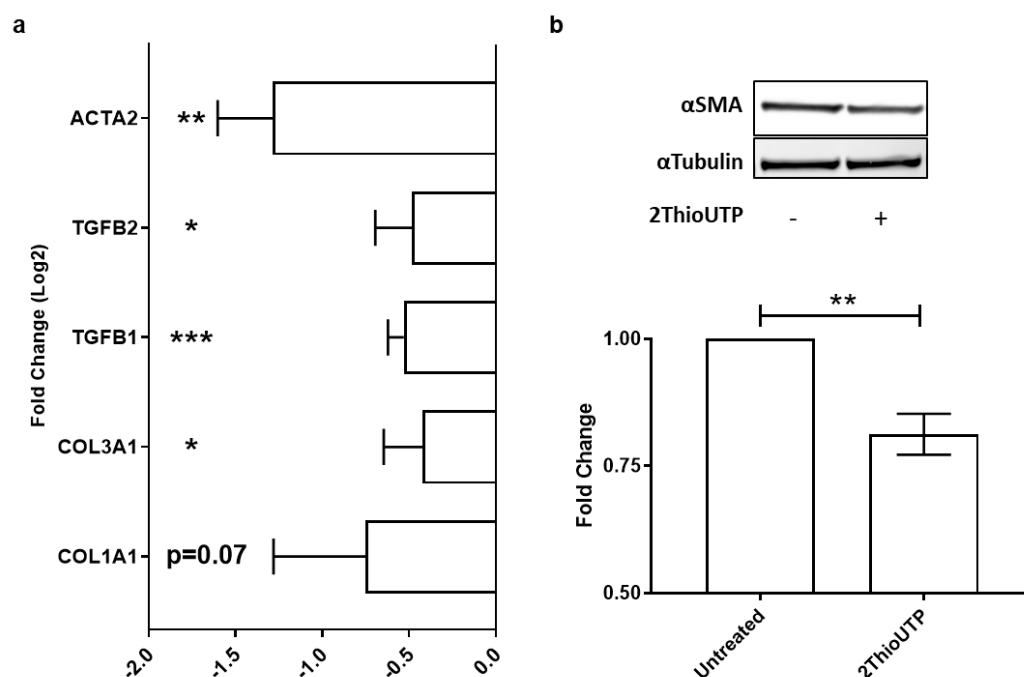 a
Fold Change (Log2)
ACTA2
**
TGFB2
*
TGFB1
***
COL3A1
*
COL1A1
p=0.07
-2.0
-1.5
-1.0
-0.5
0.0
b
αSMA
αTubulin
2ThioUTP - +
**
Fold Change
1.00
0.75
0.50
Untreated
2ThioUTP